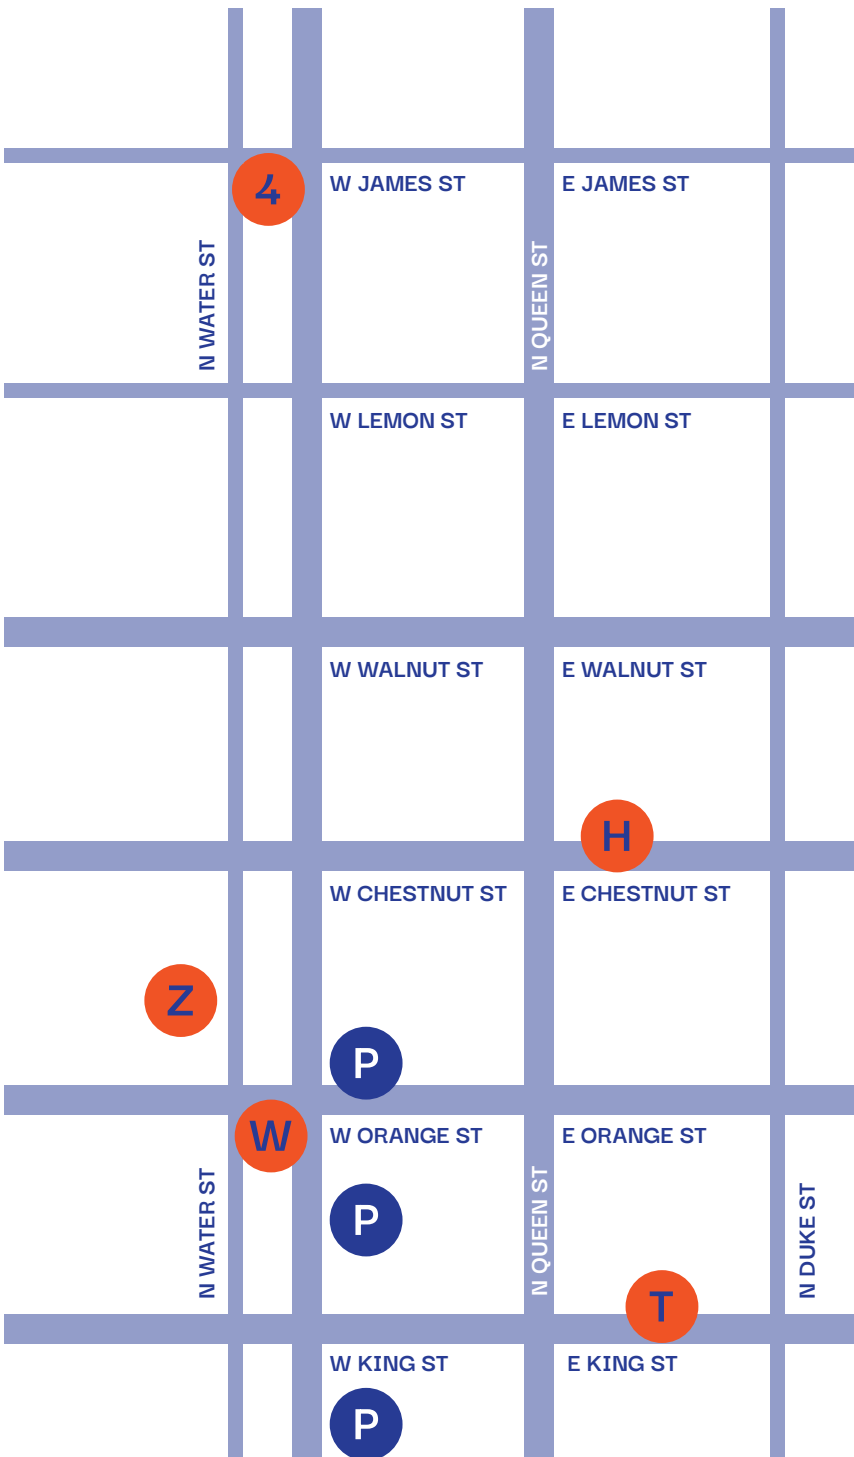 W JAMES ST
E JAMES ST
4
N WATER ST
N QUEEN ST
W LEMON ST
E LEMON ST
W WALNUT ST
E WALNUT ST
H
W CHESTNUT ST
E CHESTNUT ST
Z
P
W
W ORANGE ST
E ORANGE ST
N WATER ST
P
N QUEEN ST
N DUKE ST
T
W KING ST
E KING ST
P